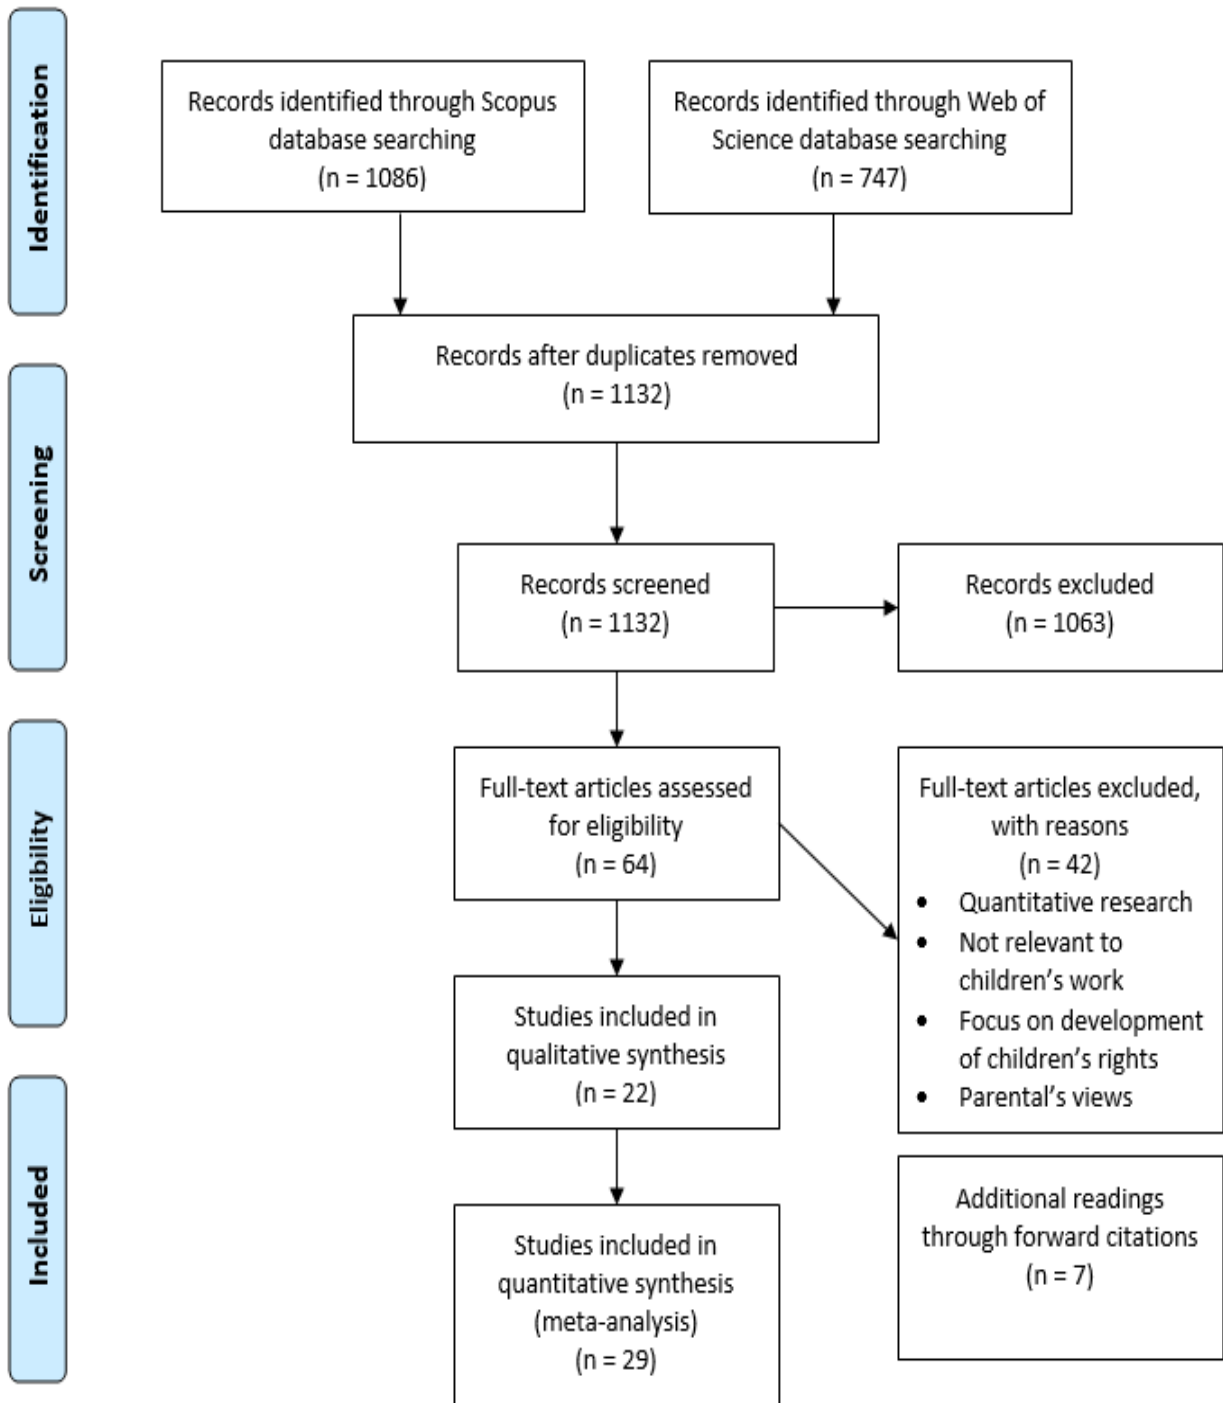 Identification
Records identified through Scopus
database searching
(n = 1086)
Records identified through Web of
Science database searching
(n = 747)
Records after duplicates removed
(n = 1132)
Screening
Records screened
(n = 1132)
Records excluded
(n = 1063)
Eligibility
Full-text articles assessed
for eligibility
(n = 64)
Full-text articles excluded,
with reasons
(n = 42)
• Quantitative research
• Not relevant to
children's work
• Focus on development
of children's rights
• Parental's views
Studies included in
qualitative synthesis
(n = 22)
Included
Studies included in
quantitative synthesis
(meta-analysis)
(n = 29)
Additional readings
through forward citations
(n = 7)